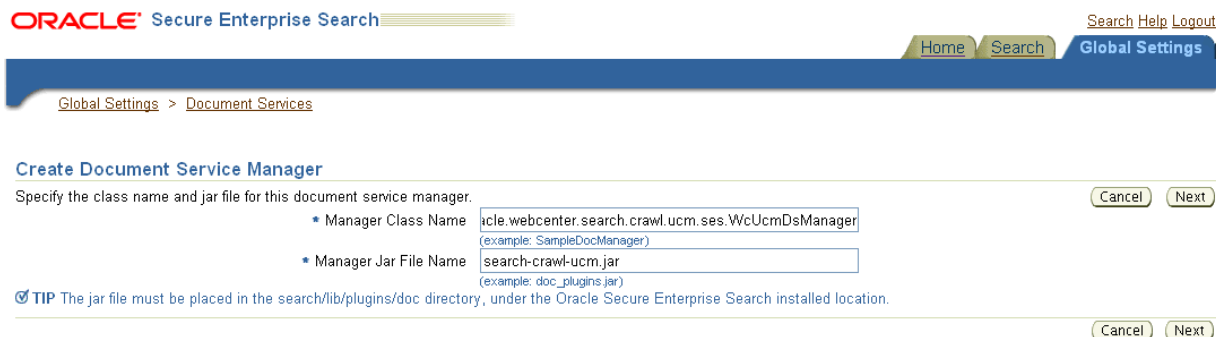 ORACLE Secure Enterprise Search
Search Help Logout
Home Search Global Settings
Global Settings > Document Services
Create Document Service Manager
Specify the class name and jar file for this document service manager.
Cancel Next
* Manager Class Name acle.webcenter.search.crawl.ucm.ses.WcUcmDsManager
(example: SampleDocManager)
* Manager Jar File Name search-crawl-ucm.jar
(example: doc_plugins.jar)
TIP The jar file must be placed in the search/lib/plugins/doc directory, under the Oracle Secure Enterprise Search installed location.
Cancel Next